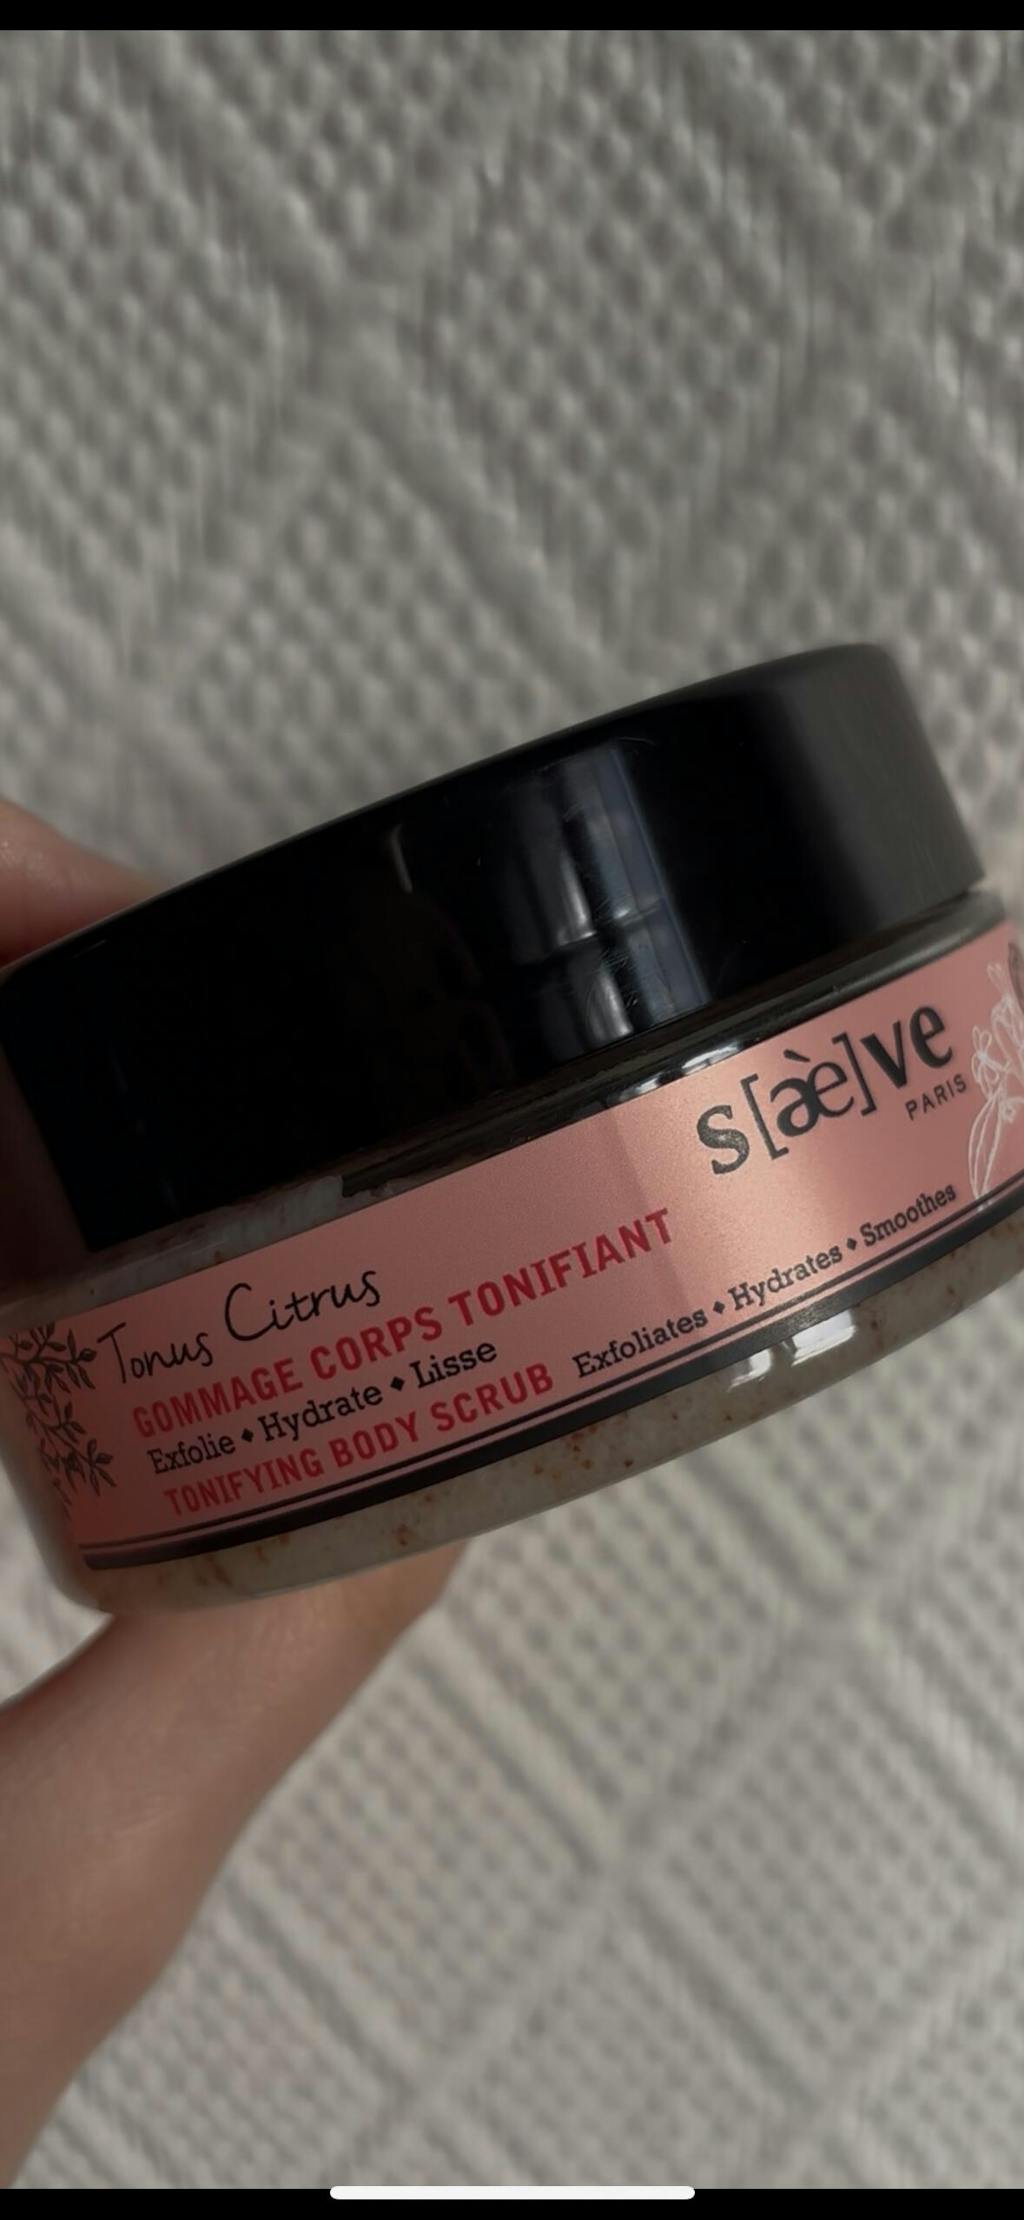 s[æ̀]ve
PARIS
Tonus Citrus
GOMMAGE CORPS TONIFIANT
Exfolie ♦ Hydrate ♦ Lisse
TONIFYING BODY SCRUB Exfoliates ♦ Hydrates ♦ Smoothes